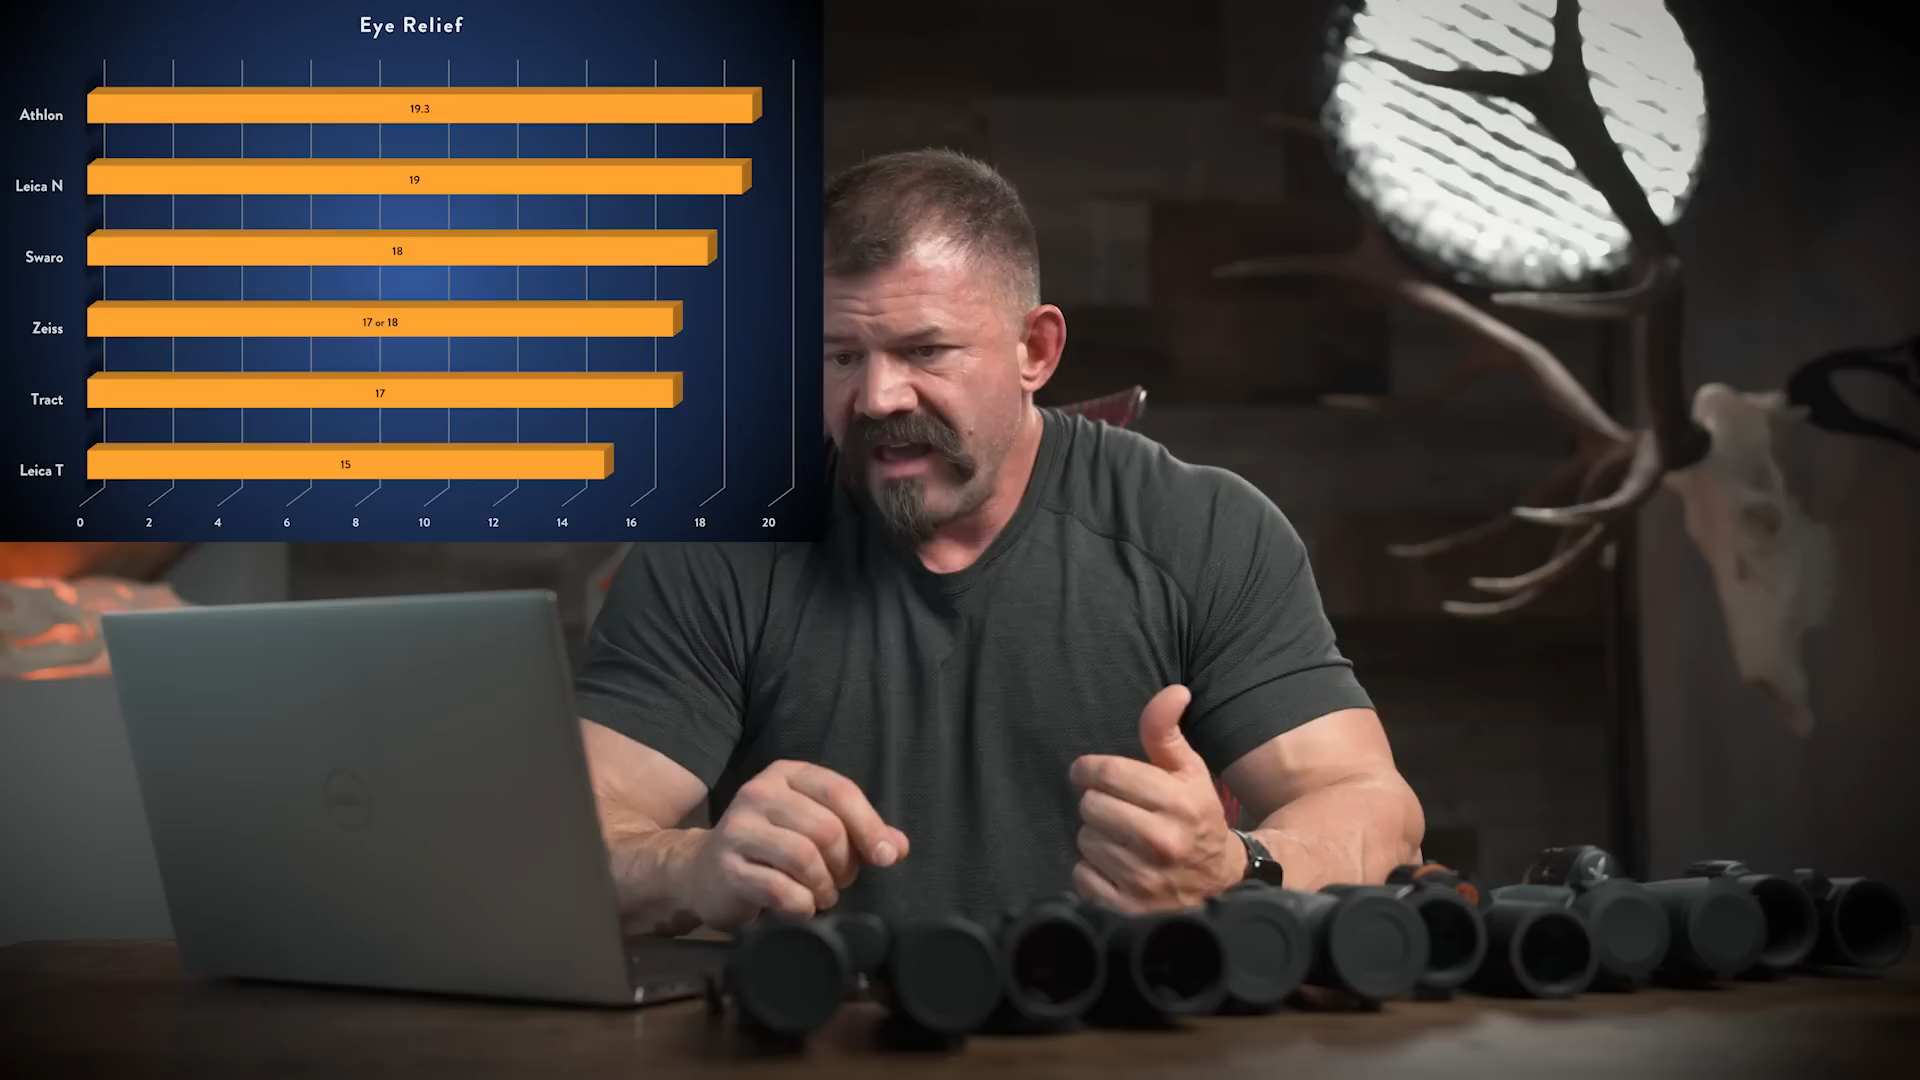 Eye Relief
Athlon 19.3
Leica N 19
Swaro 18
Zeiss 17 or 18
Tract 17
Leica T 15
0 2 4 6 8 10 12 14 16 18 20